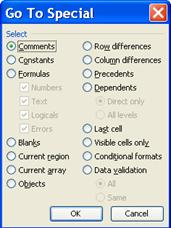 Go To Special
Select
Comments
Constants
Formulas
Numbers
Text
Logicals
Errors
Blanks
Current region
Current array
Objects
Row differences
Column differences
Precedents
Dependents
Direct only
All levels
Last cell
Visible cells only
Conditional formats
Data validation
All
Same
OK
Cancel